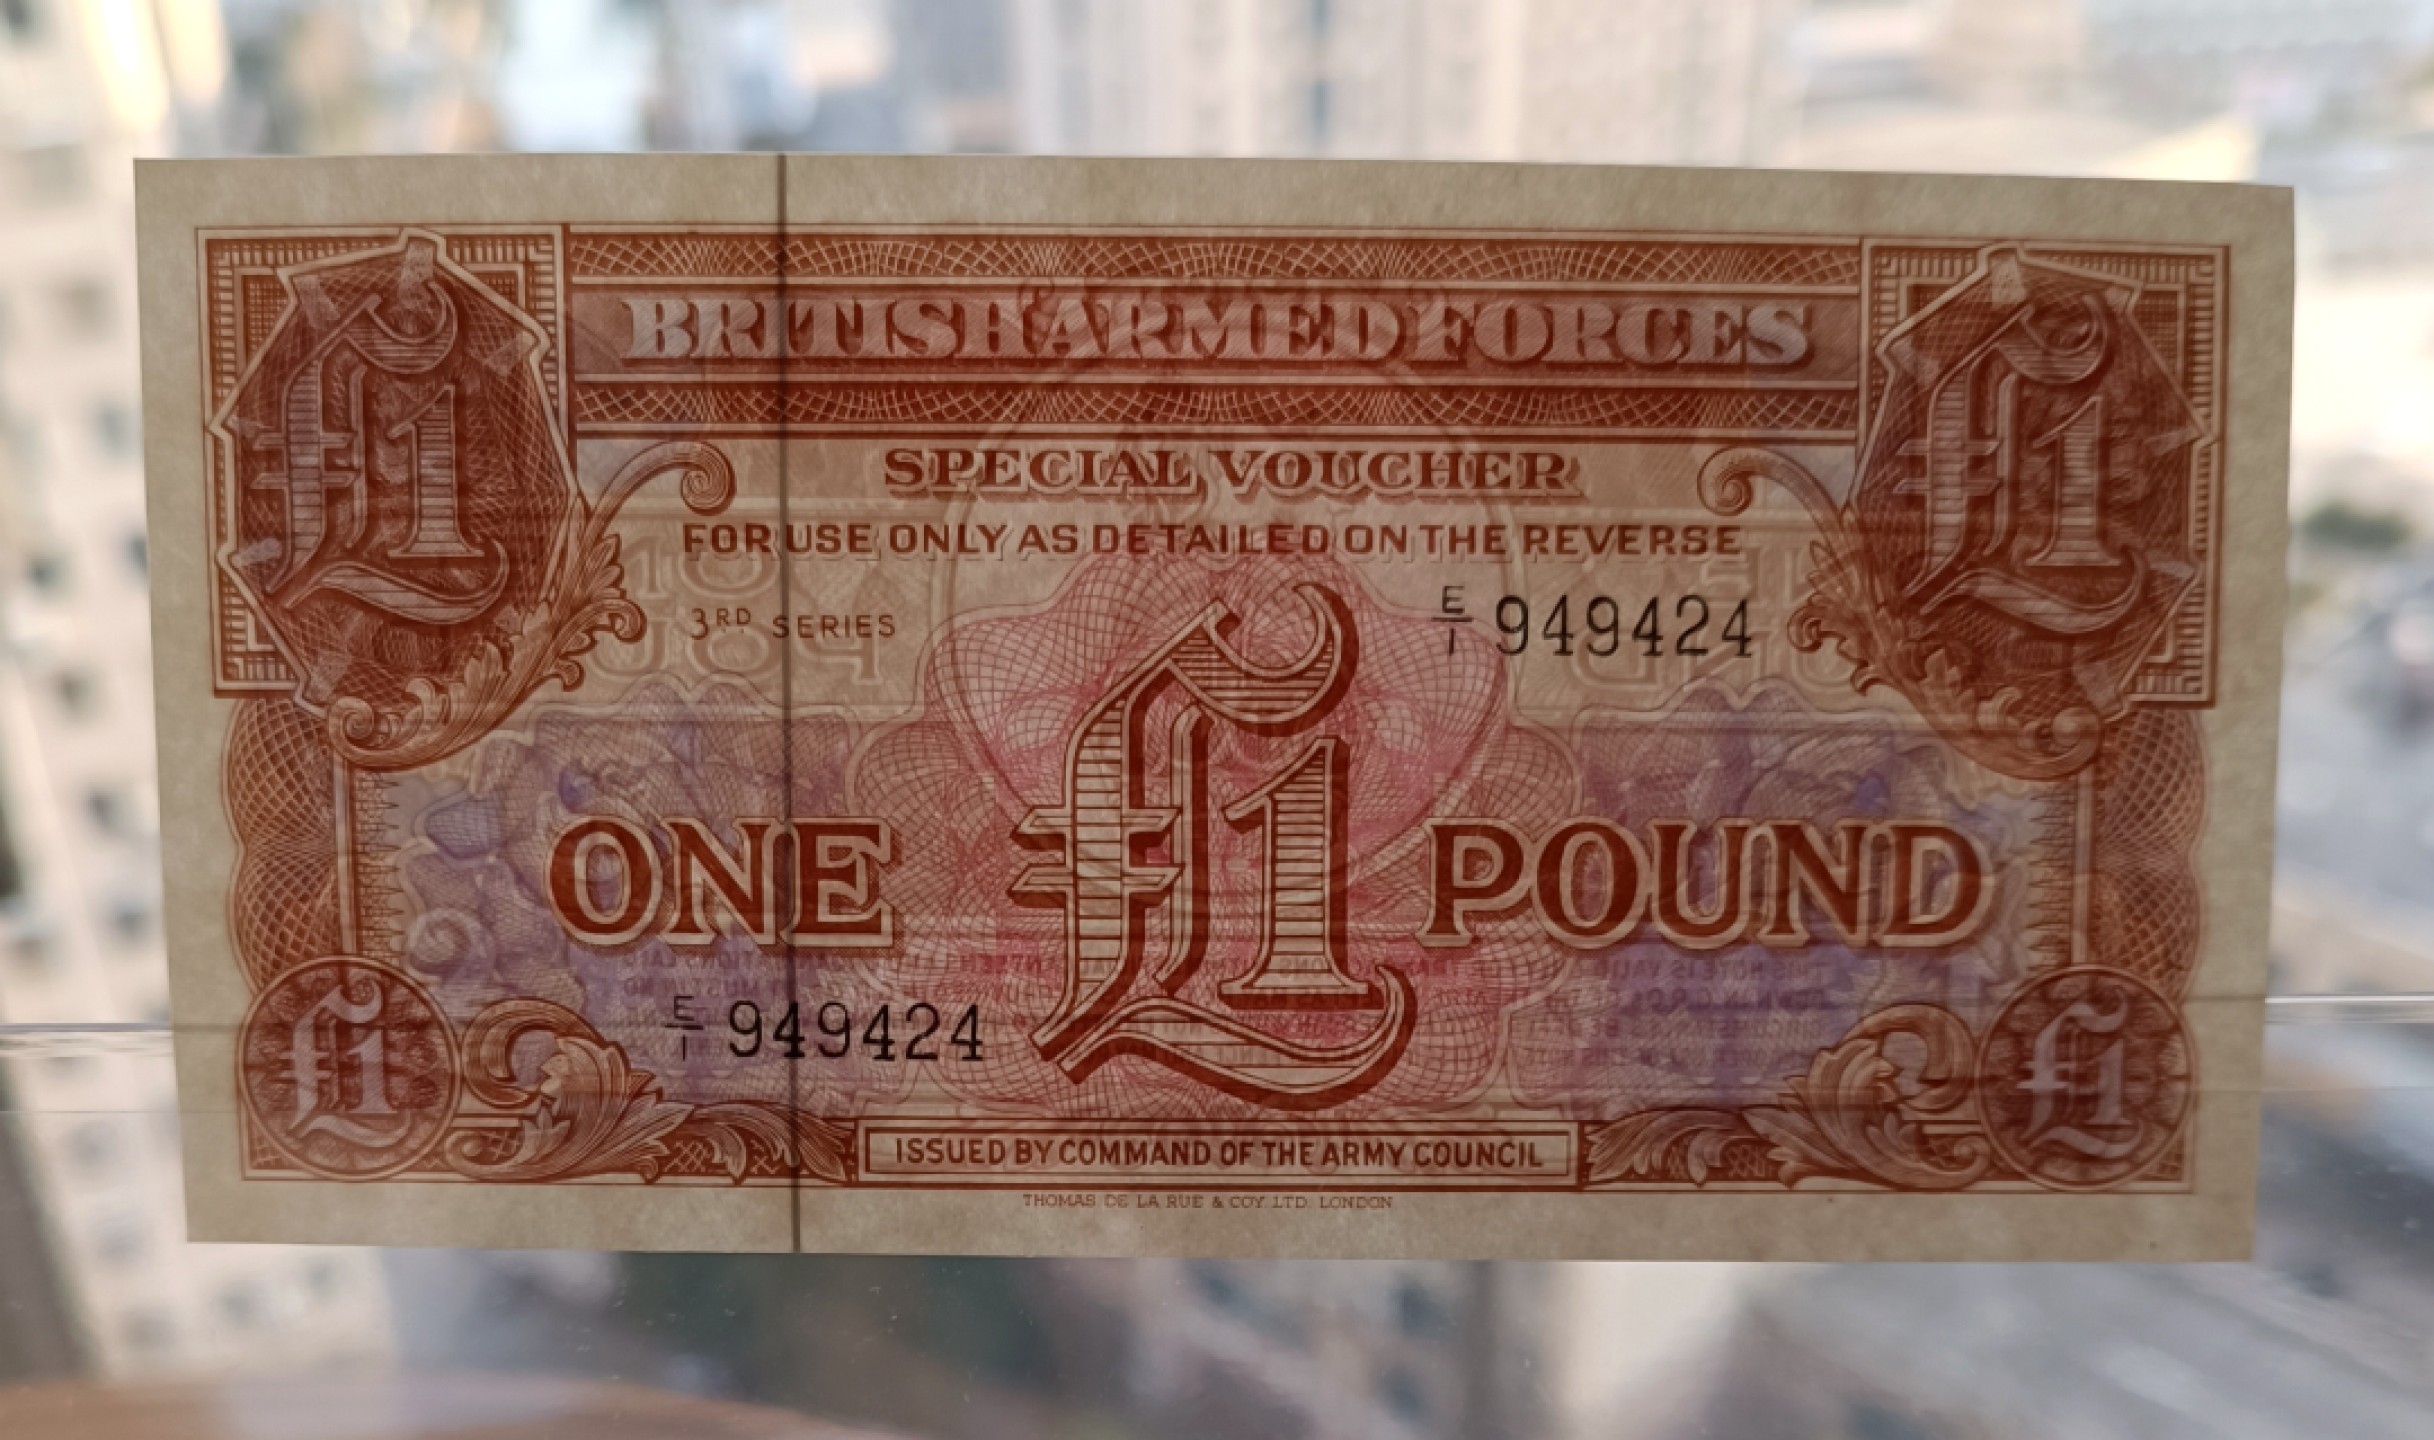 £1
£1
BRITISH ARMED FORCES
SPECIAL VOUCHER
FOR USE ONLY AS DETAILED ON THE REVERSE
3RD SERIES
E/1 949424
ONE £1 POUND
E/1 949424
£1
£1
ISSUED BY COMMAND OF THE ARMY COUNCIL
THOMAS DE LA RUE & COY. LTD. LONDON